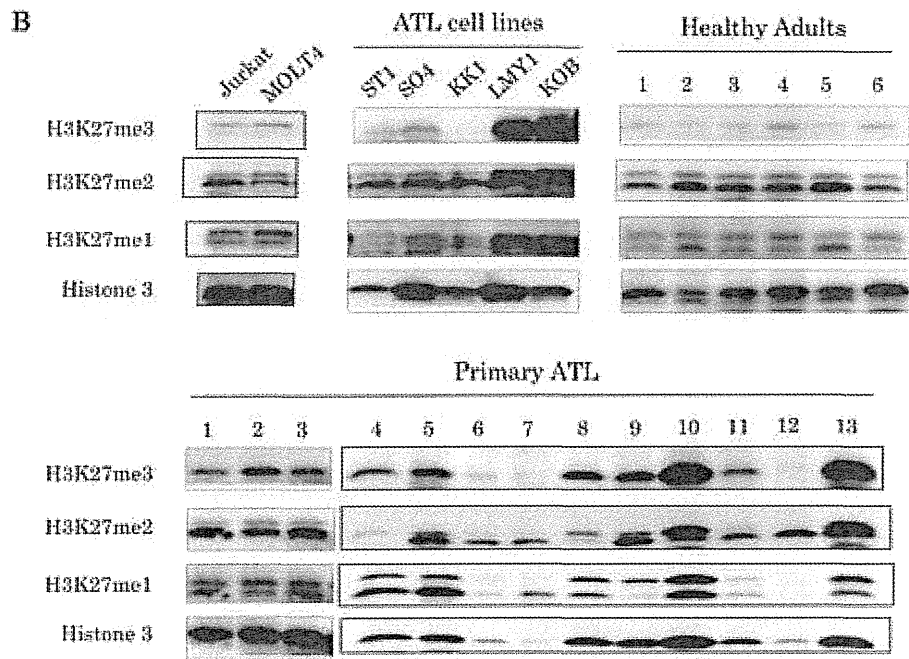 B
ATL cell lines
Healthy Adults
Jurkat MOLT4 ST1 SO4 KK1 LMY1 KOB 1 2 3 4 5 6
H3K27me3
H3K27me2
H3K27me1
Histone 3
Primary ATL
1 2 3 4 5 6 7 8 9 10 11 12 13
H3K27me3
H3K27me2
H3K27me1
Histone 3